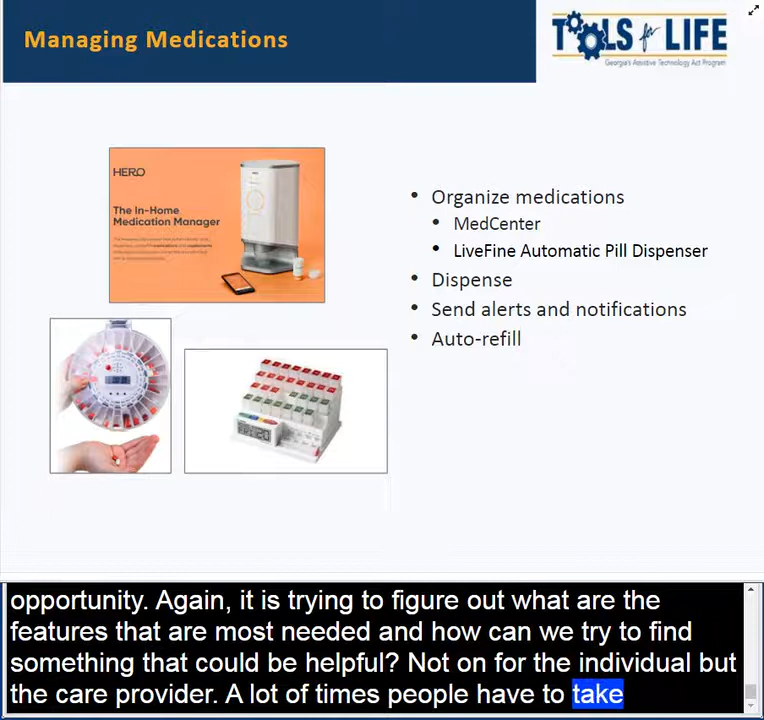 Managing Medications
TOOLS for LIFE
Georgia's Assistive Technology Act Program
HERO
The In-Home
Medication Manager
• Organize medications
• MedCenter
• LiveFine Automatic Pill Dispenser
• Dispense
• Send alerts and notifications
• Auto-refill
opportunity. Again, it is trying to figure out what are the
features that are most needed and how can we try to find
something that could be helpful? Not on for the individual but
the care provider. A lot of times people have to take